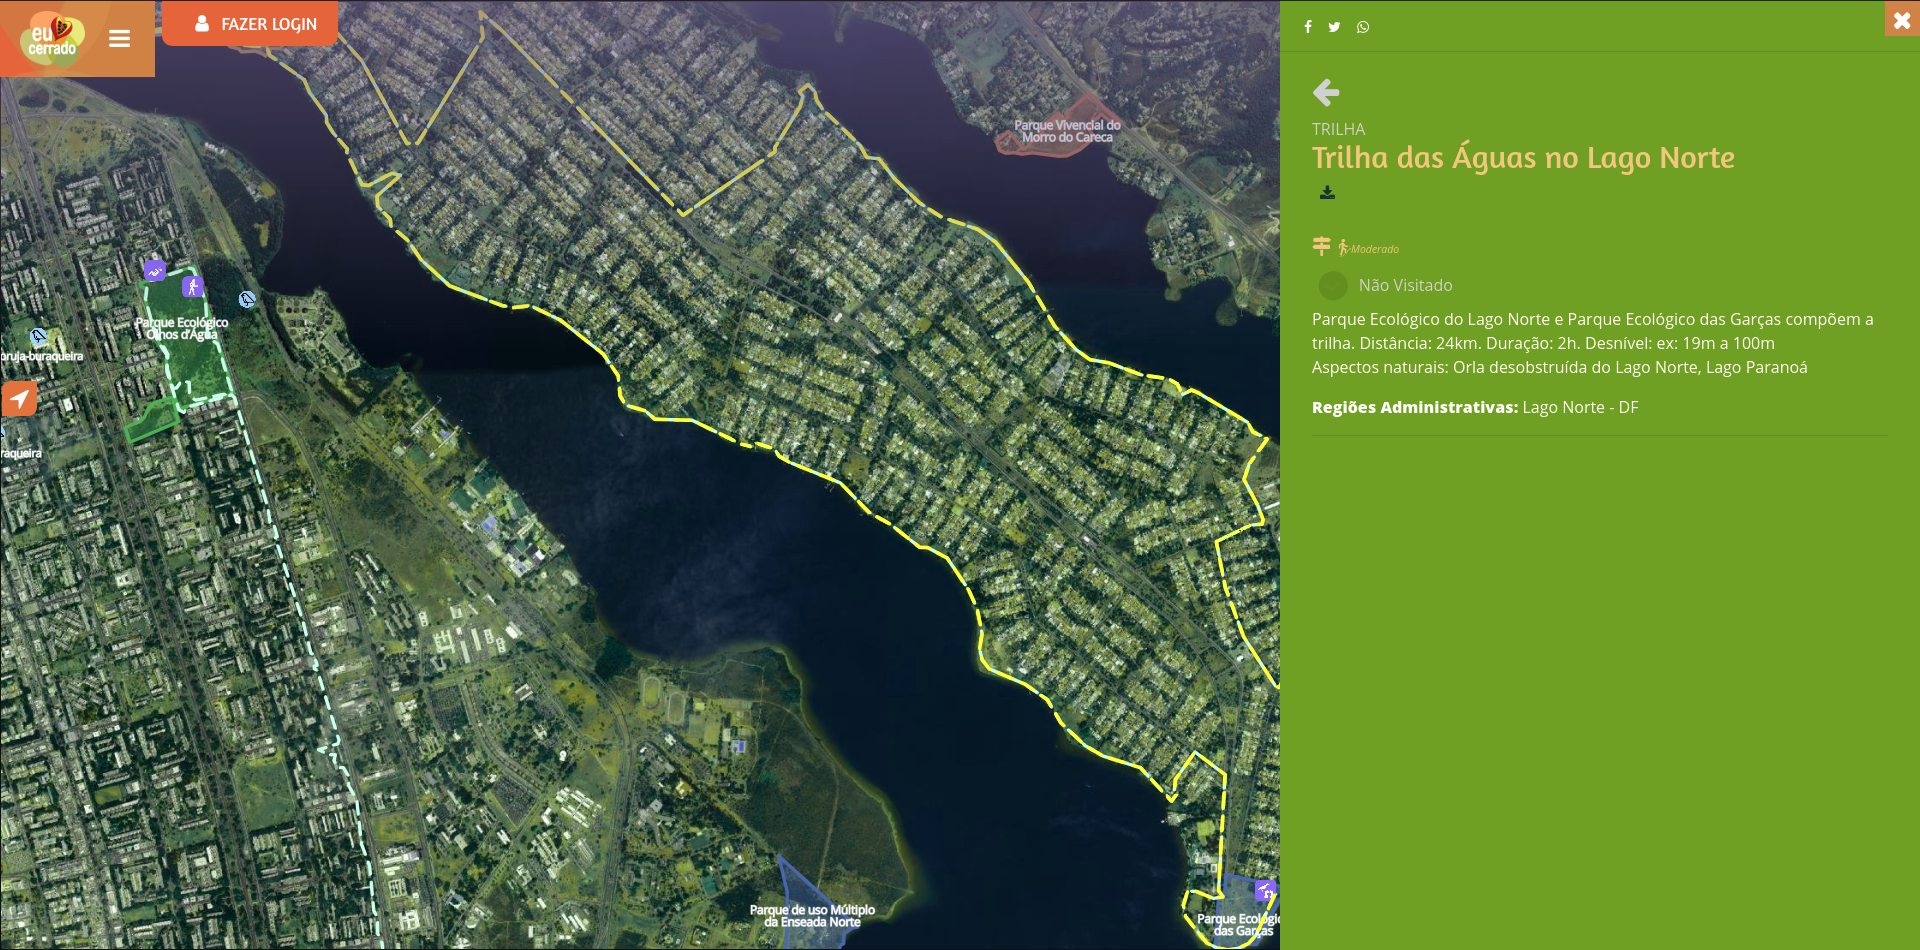 eu
cerrado
FAZER LOGIN
Parque Vivencial do
Morro do Careca
Parque Ecológico
Olhos d'Água
oruja-buraqueira
raqueira
Parque de uso Múltiplo
da Enseada Norte
Parque Ecológic
das Garças
TRILHA
Trilha das Águas no Lago Norte
-Moderado
Não Visitado
Parque Ecológico do Lago Norte e Parque Ecológico das Garças compõem a
trilha. Distância: 24km. Duração: 2h. Desnível: ex: 19m a 100m
Aspectos naturais: Orla desobstruída do Lago Norte, Lago Paranoá
Regiões Administrativas: Lago Norte - DF